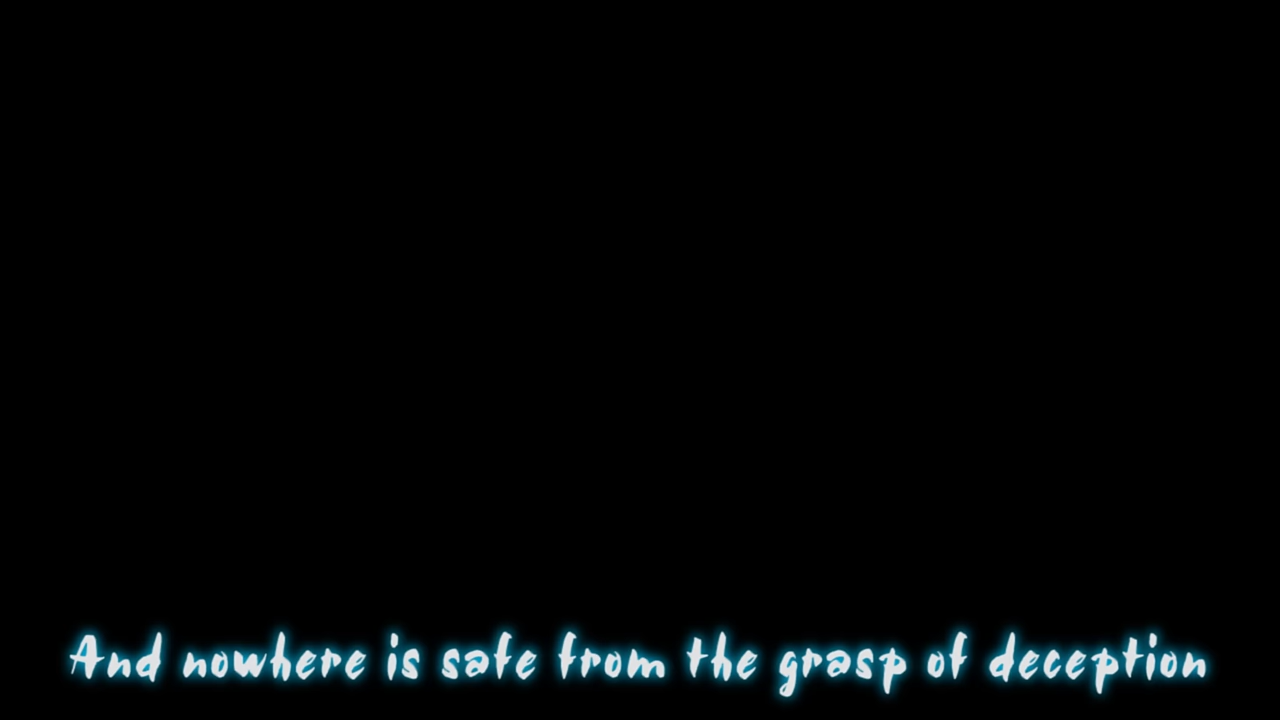 And nowhere is safe from the grasp of deception